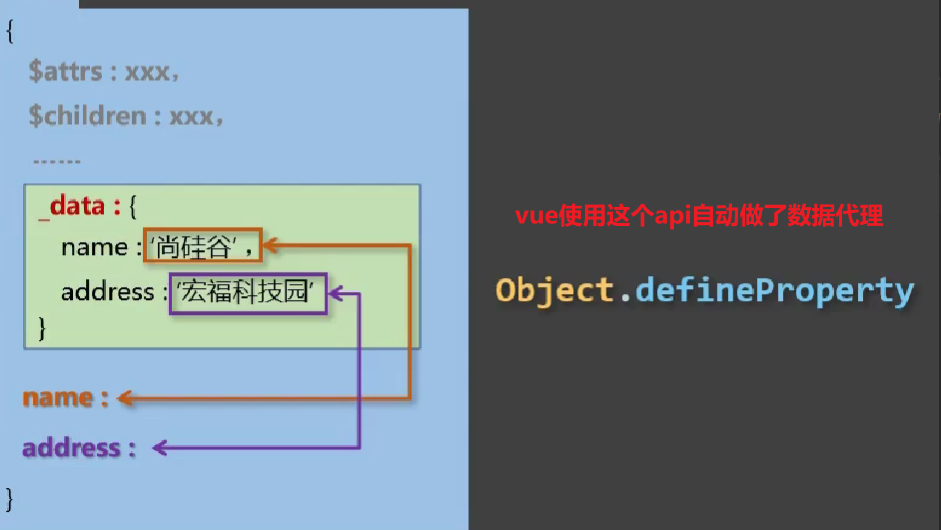 {
$attrs : xxx，
$children : xxx，
------
_data : {
name : '尚硅谷' ，
address : '宏福科技园'
}
name :
address :
}
vue使用这个api自动做了数据代理
Object.defineProperty